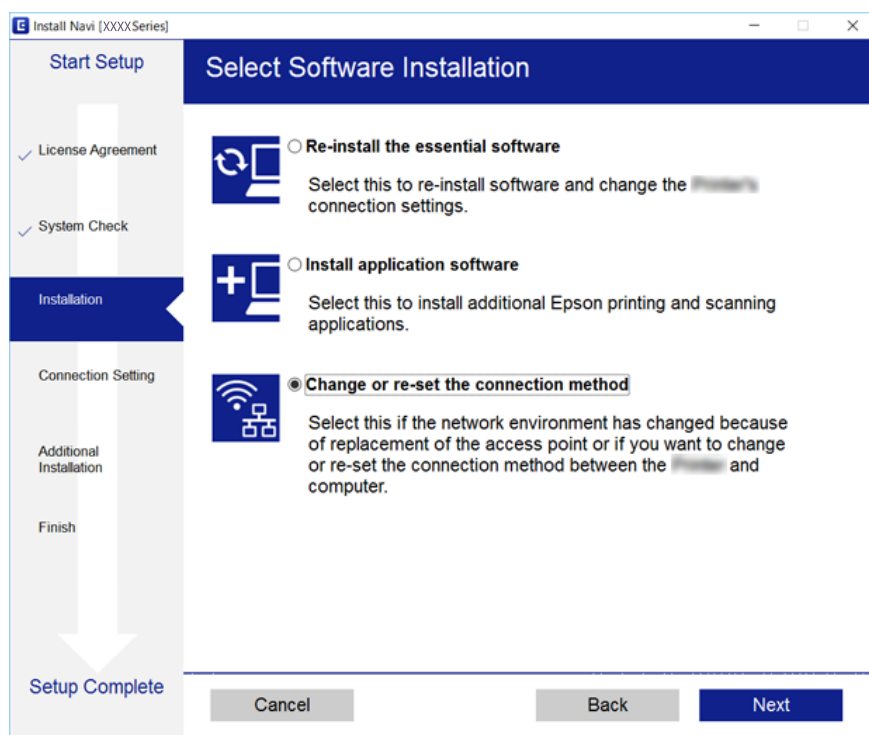 Install Navi [XXXXSeries]
Start Setup
License Agreement
System Check
Installation
Connection Setting
Additional
Installation
Finish
Setup Complete
Select Software Installation
Re-install the essential software
Select this to re-install software and change the
connection settings.
Install application software
Select this to install additional Epson printing and scanning
applications.
Change or re-set the connection method
Select this if the network environment has changed because
of replacement of the access point or if you want to change
or re-set the connection method between the and
computer.
Cancel
Back
Next